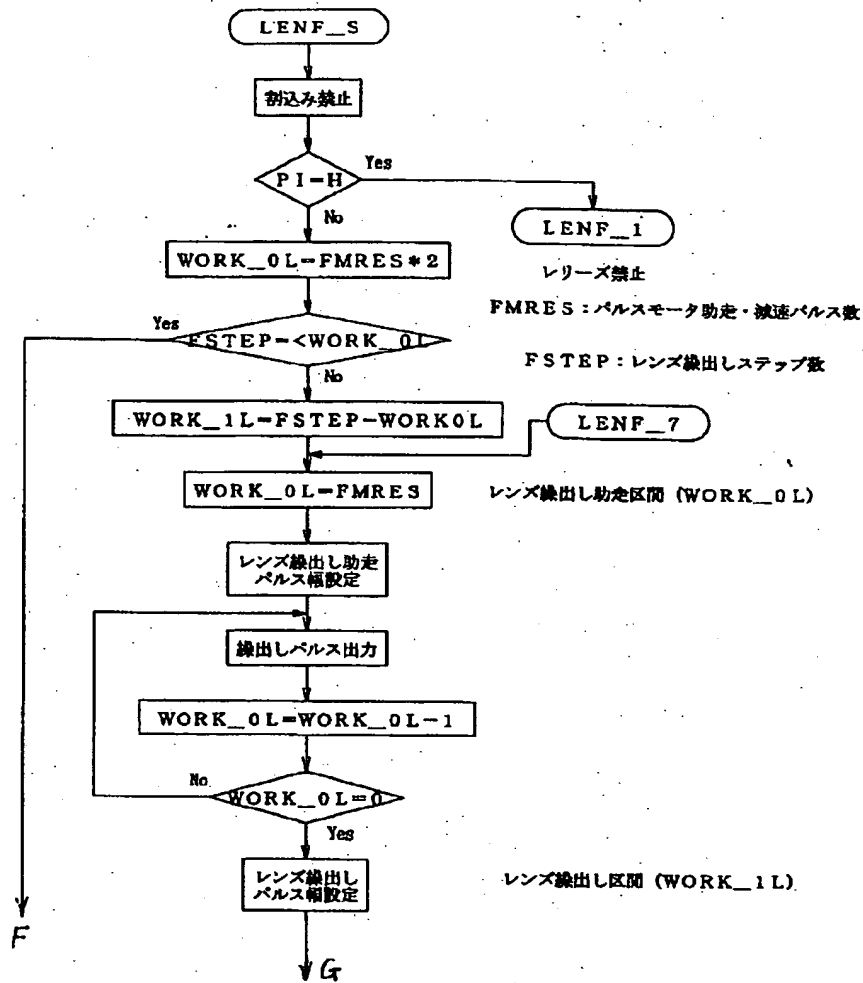 LENF_S
割込み禁止
PI=H
Yes
No
LENF_1
レリーズ禁止
WORK_0L=FMRES*2
FMRES:パルスモータ助走・減速パルス数
Yes
FSTEP=<WORK_0L
FSTEP:レンズ繰出しステップ数
No
WORK_1L=FSTEP-WORK0L
LENF_7
WORK_0L=FMRES
レンズ繰出し助走区間(WORK_0L)
レンズ繰出し助走
パルス幅設定
繰出しパルス出力
WORK_0L=WORK_0L-1
No
WORK_0L=0
Yes
レンズ繰出し
パルス幅設定
レンズ繰出し区間(WORK_1L)
F
G